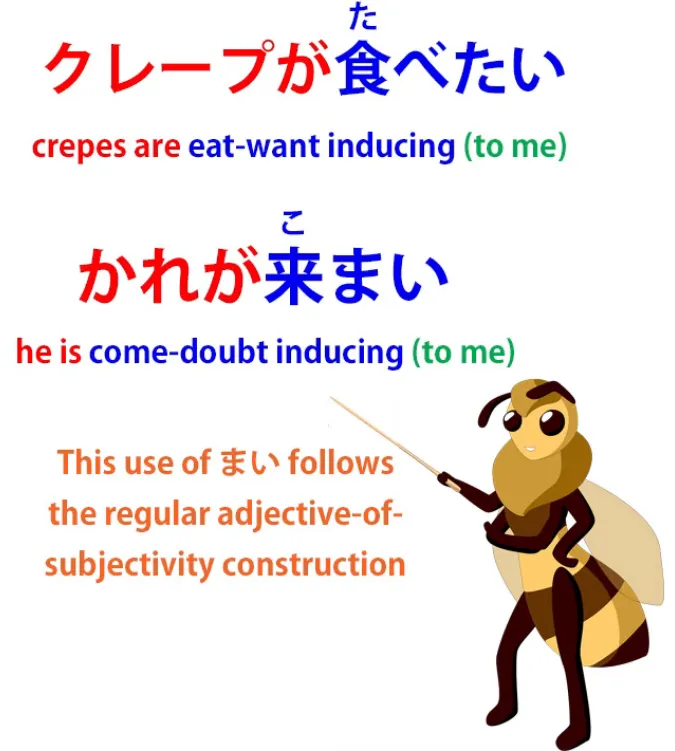 た
クレープが食べたい
crepes are eat-want inducing (to me)
こ
かれが来まい
he is come-doubt inducing (to me)
This use of まい follows
the regular adjective-of-
subjectivity construction